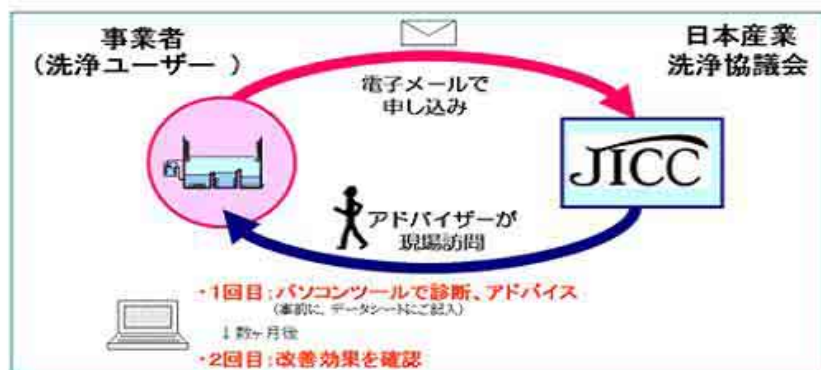 事業者
(洗浄ユーザー )
日本産業
洗浄協議会
電子メールで
申し込み
JICC
アドバイザーが
現場訪問
・1回目:パソコンツールで診断、アドバイス
(事前に、データシートにご記入)
↓数ヶ月後
・2回目:改善効果を確認